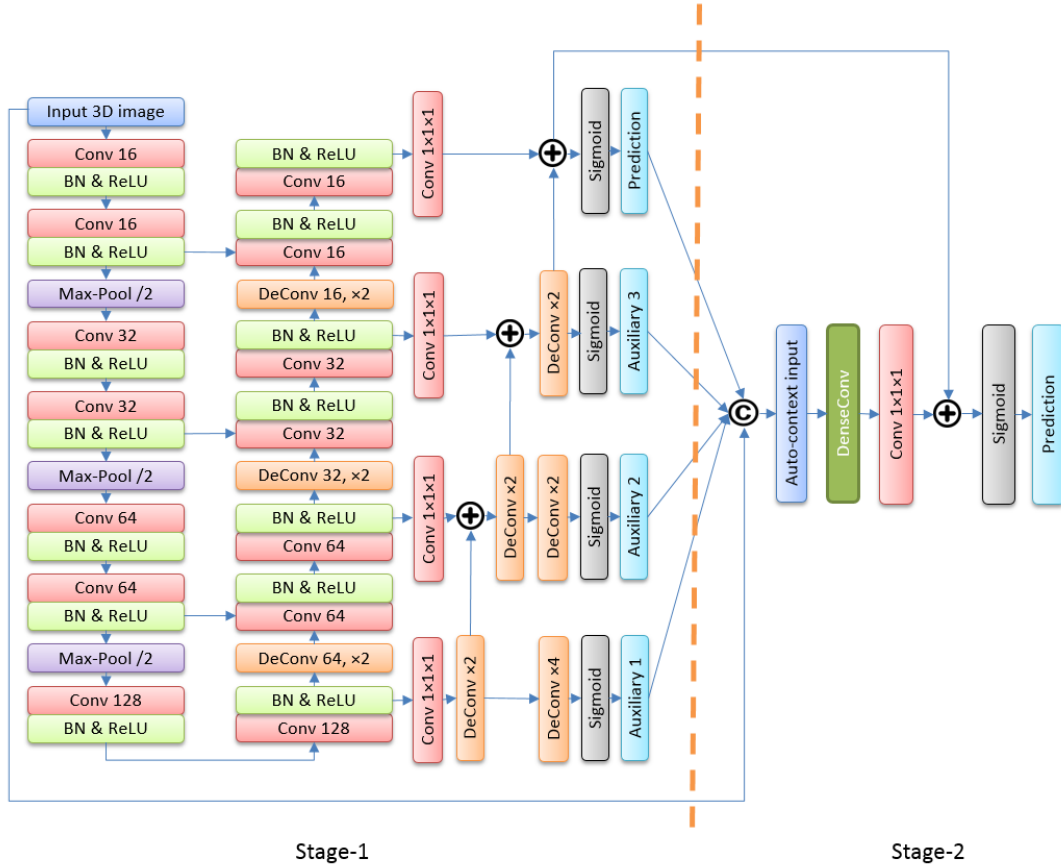 Input 3D image
Conv 16
BN & ReLU
Conv 16
BN & ReLU
Max-Pool /2
Conv 32
BN & ReLU
Conv 32
BN & ReLU
Max-Pool /2
Conv 64
BN & ReLU
Conv 64
BN & ReLU
Max-Pool /2
Conv 128
BN & ReLU
BN & ReLU
Conv 16
BN & ReLU
Conv 16
DeConv 16, ×2
BN & ReLU
Conv 32
BN & ReLU
Conv 32
DeConv 32, ×2
BN & ReLU
Conv 64
BN & ReLU
Conv 64
DeConv 64, ×2
BN & ReLU
Conv 128
Conv 1×1×1
Sigmoid
Prediction
Conv 1×1×1
DeConv ×2
Sigmoid
Auxiliary 3
Conv 1×1×1
DeConv ×2
DeConv ×2
Sigmoid
Auxiliary 2
Conv 1×1×1
DeConv ×2
DeConv ×4
Sigmoid
Auxiliary 1
C
Auto-context input
DenseConv
Conv 1×1×1
Sigmoid
Prediction
Stage-1
Stage-2